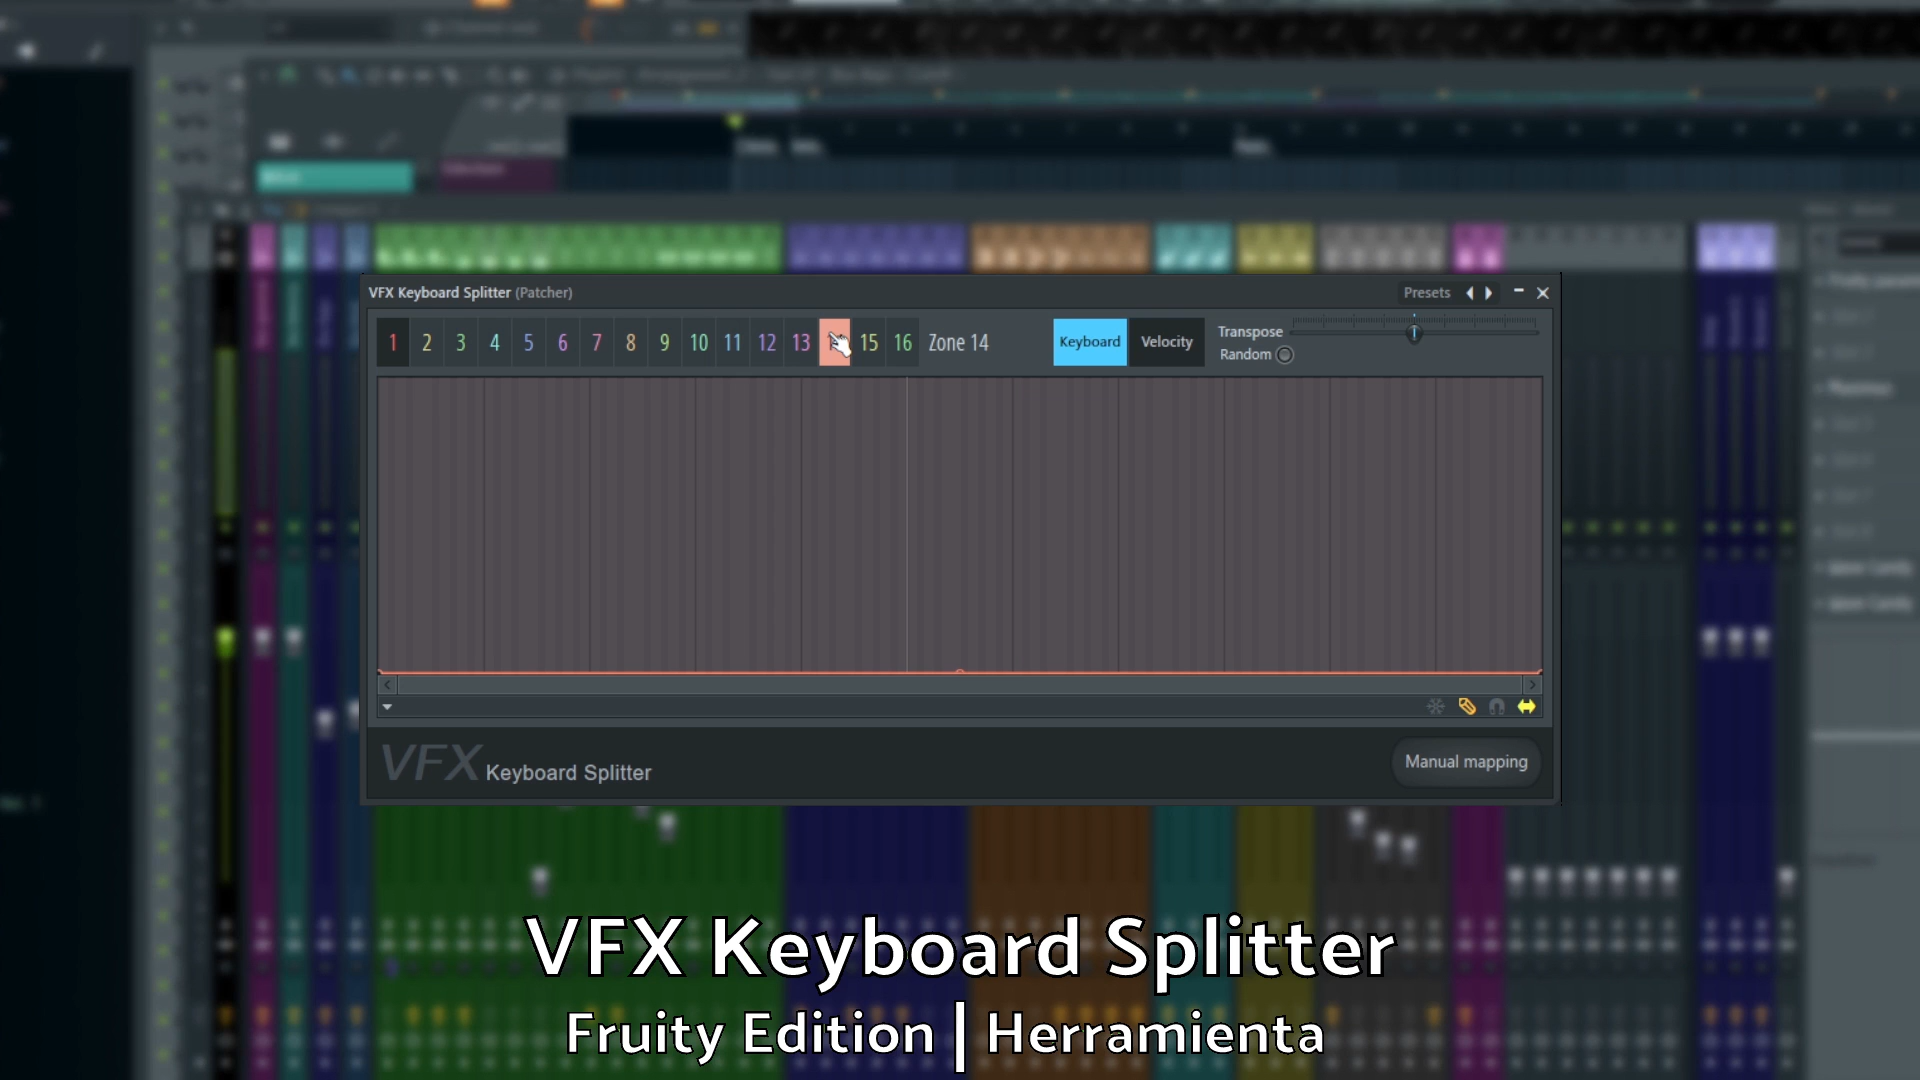 VFX Keyboard Splitter (Patcher)
Presets
1 2 3 4 5 6 7 8 9 10 11 12 13 15 16 Zone 14
Keyboard Velocity
Transpose
Random
VFX Keyboard Splitter
Manual mapping
VFX Keyboard Splitter
Fruity Edition | Herramienta